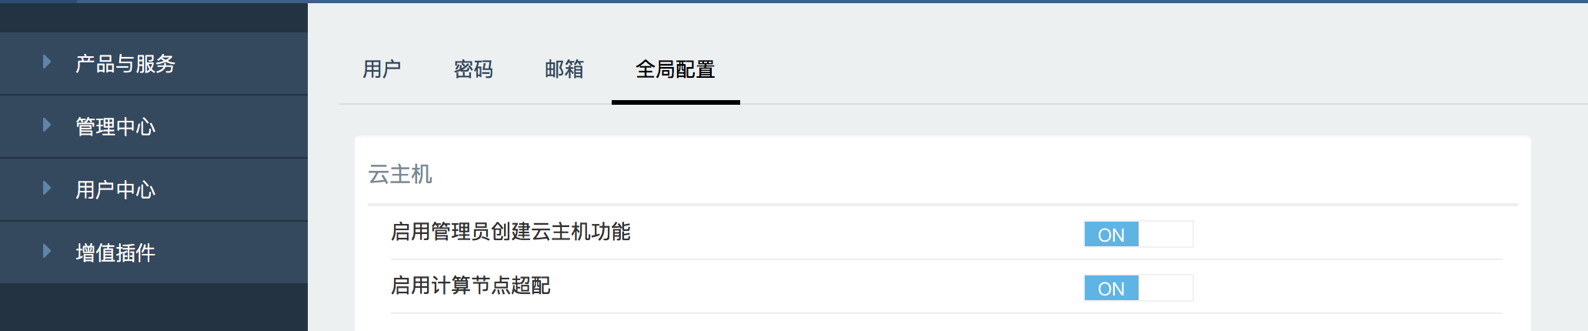 产品与服务
管理中心
用户中心
增值插件
用户 密码 邮箱 全局配置
云主机
启用管理员创建云主机功能 ON
启用计算节点超配 ON